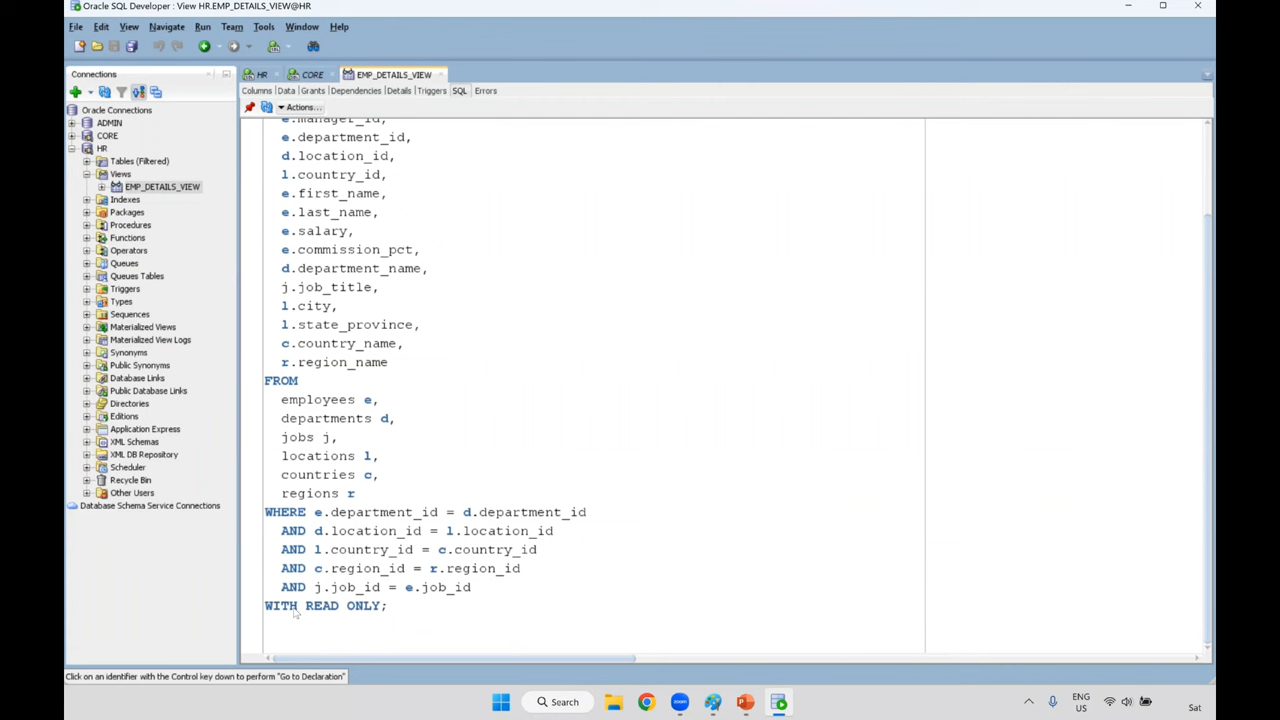 Oracle SQL Developer : View HR.EMP_DETAILS_VIEW@HR
File Edit View Navigate Run Team Tools Window Help
Connections
HR CORE EMP_DETAILS_VIEW
Columns Data Grants Dependencies Details Triggers SQL Errors
Actions...
Oracle Connections
ADMIN
CORE
HR
Tables (Filtered)
Views
EMP_DETAILS_VIEW
Indexes
Packages
Procedures
Functions
Operators
Queues
Queues Tables
Triggers
Types
Sequences
Materialized Views
Materialized View Logs
Synonyms
Public Synonyms
Database Links
Public Database Links
Directories
Editions
Application Express
XML Schemas
XML DB Repository
Scheduler
Recycle Bin
Other Users
Database Schema Service Connections
e.manager_id,
e.department_id,
d.location_id,
l.country_id,
e.first_name,
e.last_name,
e.salary,
e.commission_pct,
d.department_name,
j.job_title,
l.city,
l.state_province,
c.country_name,
r.region_name
FROM
employees e,
departments d,
jobs j,
locations l,
countries c,
regions r
WHERE e.department_id = d.department_id
AND d.location_id = l.location_id
AND l.country_id = c.country_id
AND c.region_id = r.region_id
AND j.job_id = e.job_id
WITH READ ONLY;
Click on an identifier with the Control key down to perform "Go to Declaration"
Search
zoom
ENG
US
Sat